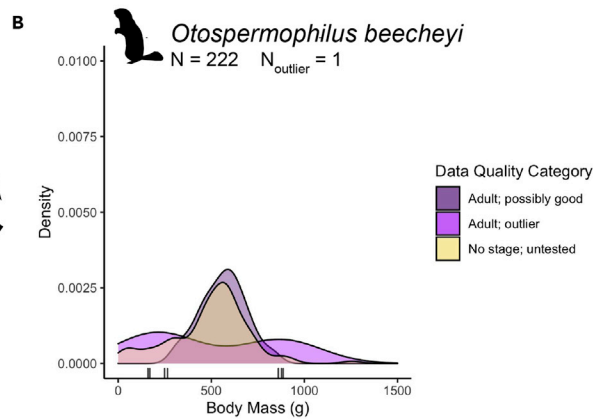 B
Otospermophilus beecheyi
N = 222 Noutlier = 1
0.0100
0.0075
0.0050
0.0025
0.0000
Density
0 500 1000 1500
Body Mass (g)
Data Quality Category
Adult; possibly good
Adult; outlier
No stage; untested